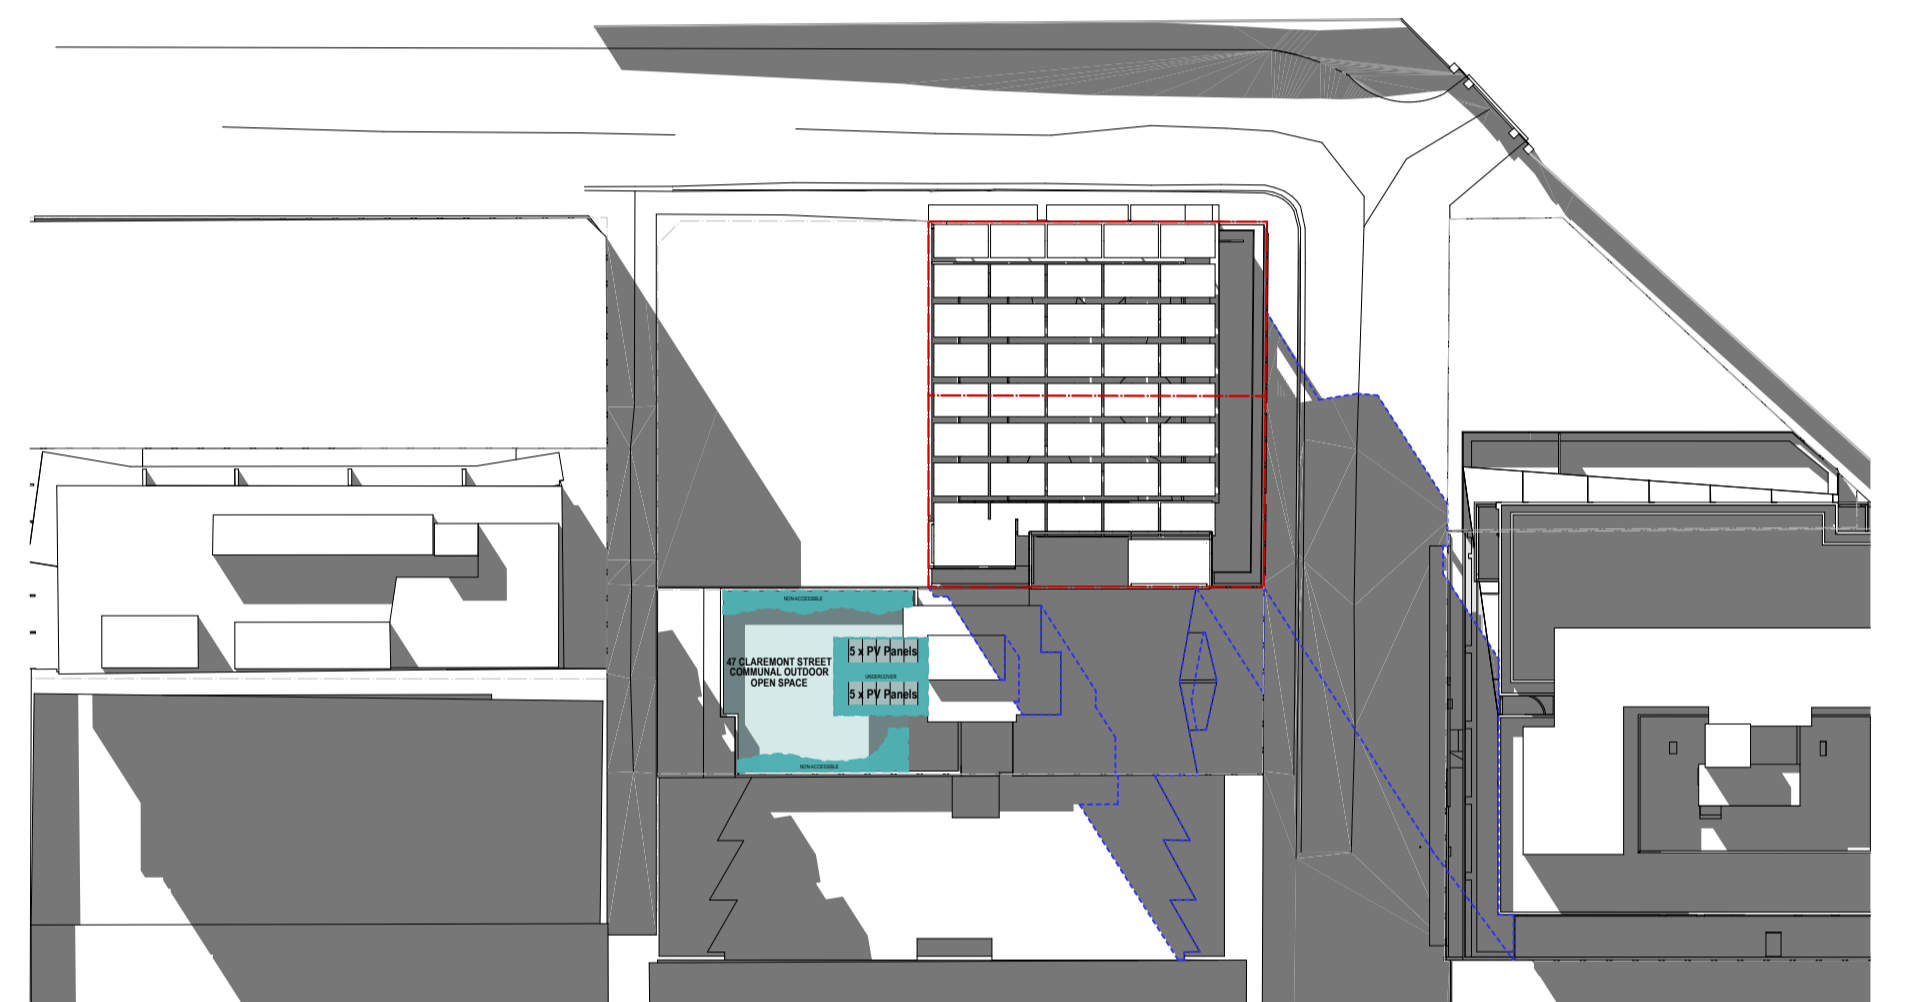 NON-ACCESSIBLE
47 CLAREMONT STREET
COMMUNAL OUTDOOR
OPEN SPACE
5 x PV Panels
UNDERCOVER
5 x PV Panels
NON-ACCESSIBLE